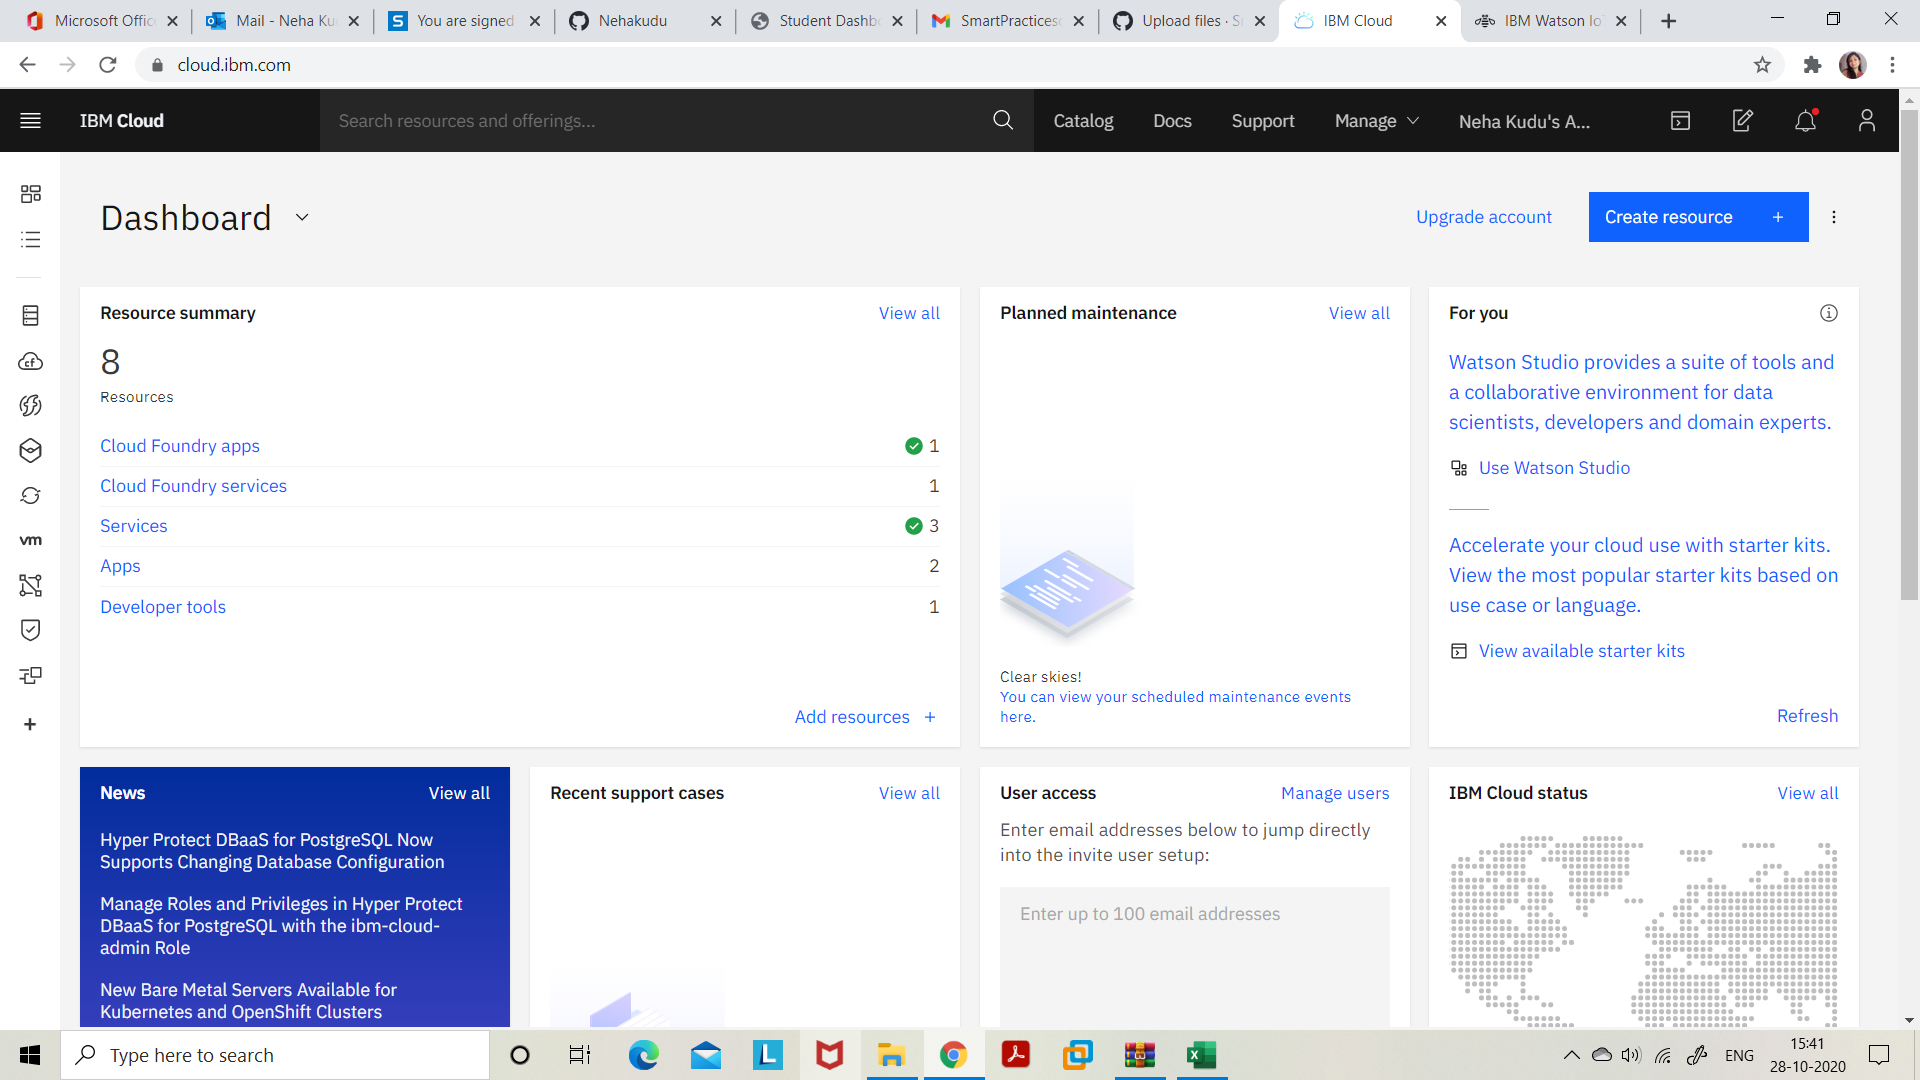 Microsoft Offic
Mail - Neha Ku
You are signed
Nehakudu
Student Dashb
SmartPractices
Upload files · S
IBM Cloud
IBM Watson Io
cloud.ibm.com
IBM Cloud
Search resources and offerings...
Catalog
Docs
Support
Manage
Neha Kudu's A...
Dashboard
Upgrade account
Create resource +
Resource summary
View all
8
Resources
Cloud Foundry apps 1
Cloud Foundry services 1
Services 3
Apps 2
Developer tools 1
Add resources +
Planned maintenance
View all
Clear skies!
You can view your scheduled maintenance events
here.
For you
Watson Studio provides a suite of tools and
a collaborative environment for data
scientists, developers and domain experts.
Use Watson Studio
Accelerate your cloud use with starter kits.
View the most popular starter kits based on
use case or language.
View available starter kits
Refresh
cf
vm
News
View all
Hyper Protect DBaaS for PostgreSQL Now
Supports Changing Database Configuration
Manage Roles and Privileges in Hyper Protect
DBaaS for PostgreSQL with the ibm-cloud-
admin Role
New Bare Metal Servers Available for
Kubernetes and OpenShift Clusters
Recent support cases
View all
User access
Manage users
Enter email addresses below to jump directly
into the invite user setup:
Enter up to 100 email addresses
IBM Cloud status
View all
Type here to search
ENG
15:41
28-10-2020